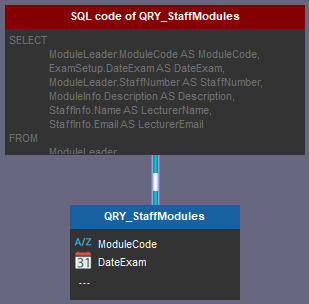 SQL code of QRY_StaffModules
SELECT
ModuleLeader.ModuleCode AS ModuleCode,
ExamSetup.DateExam AS DateExam,
ModuleLeader.StaffNumber AS StaffNumber,
ModuleInfo.Description AS Description,
StaffInfo.Name AS LecturerName,
StaffInfo.Email AS LecturerEmail
FROM
ModuleLeader
QRY_StaffModules
A/Z ModuleCode
31 DateExam
---